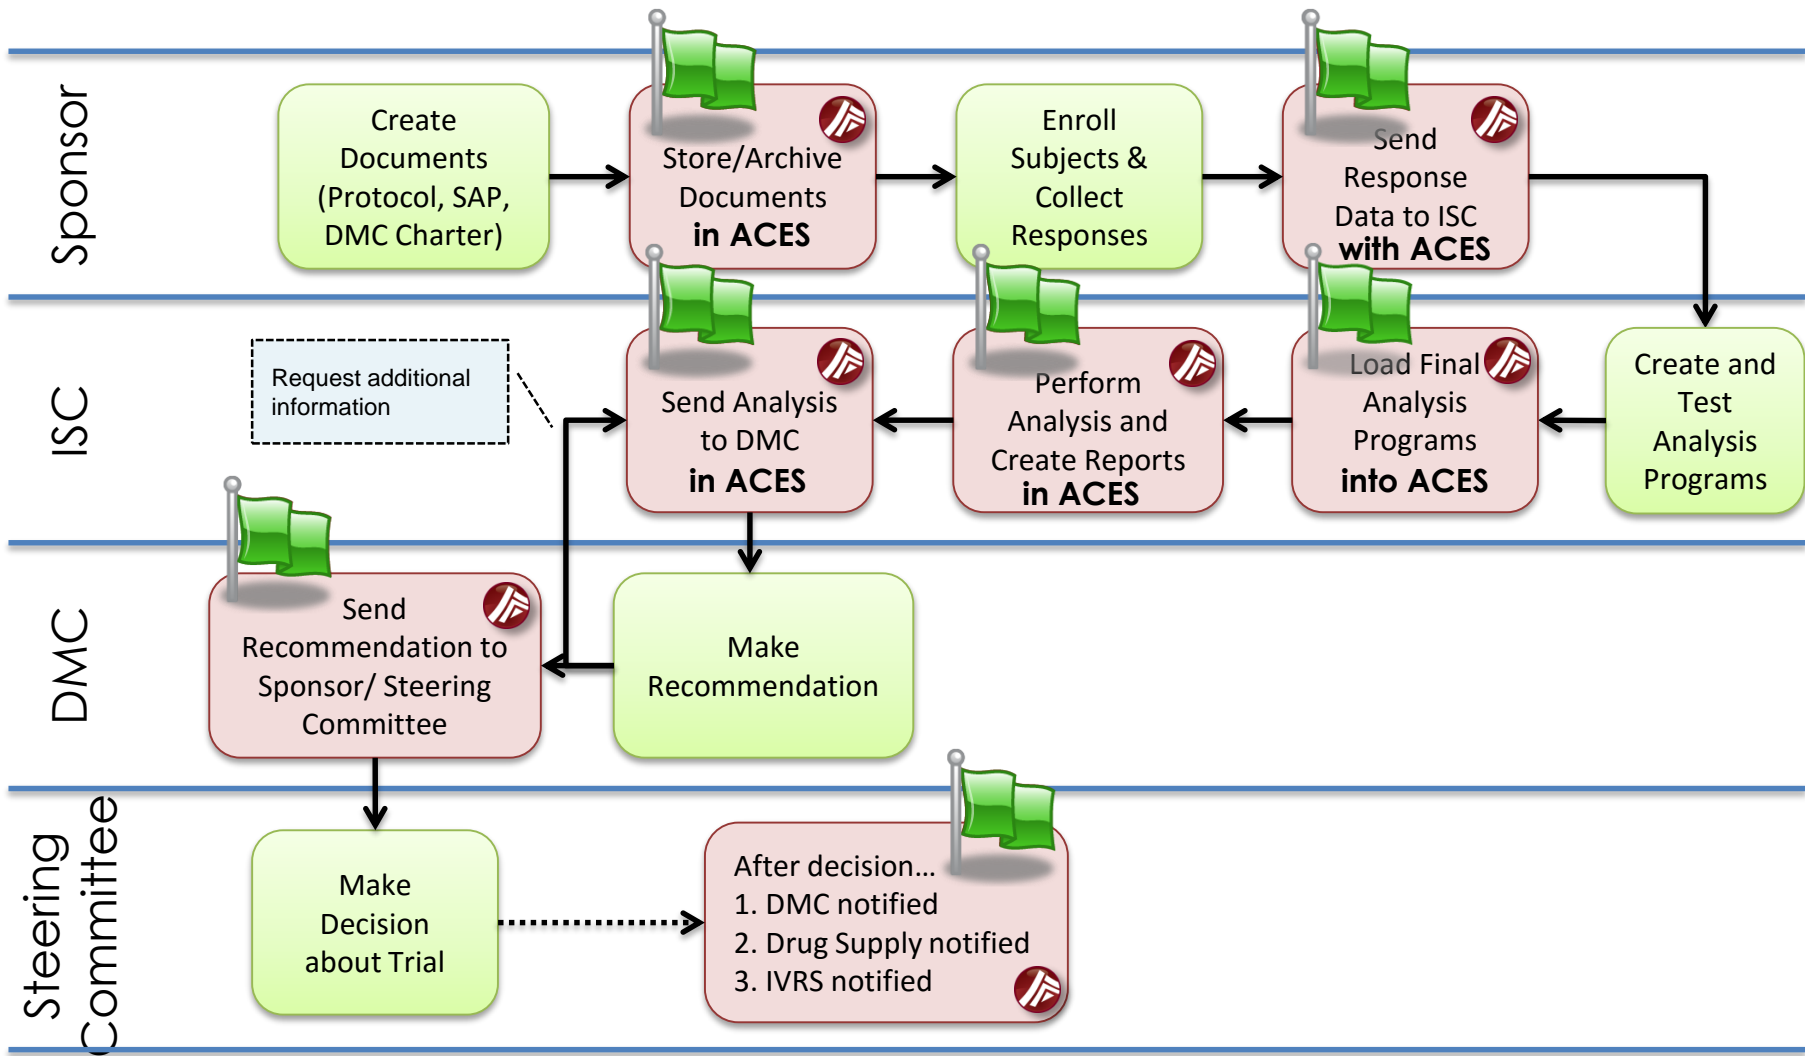 Sponsor
Create
Documents
(Protocol, SAP,
DMC Charter)
Store/Archive
Documents
in ACES
Enroll
Subjects &
Collect
Responses
Send
Response
Data to ISC
with ACES
ISC
Request additional
information
Send Analysis
to DMC
in ACES
Perform
Analysis and
Create Reports
in ACES
Load Final
Analysis
Programs
into ACES
Create and
Test
Analysis
Programs
DMC
Send
Recommendation to
Sponsor/ Steering
Committee
Make
Recommendation
Steering
Committee
Make
Decision
about Trial
After decision...
1. DMC notified
2. Drug Supply notified
3. IVRS notified